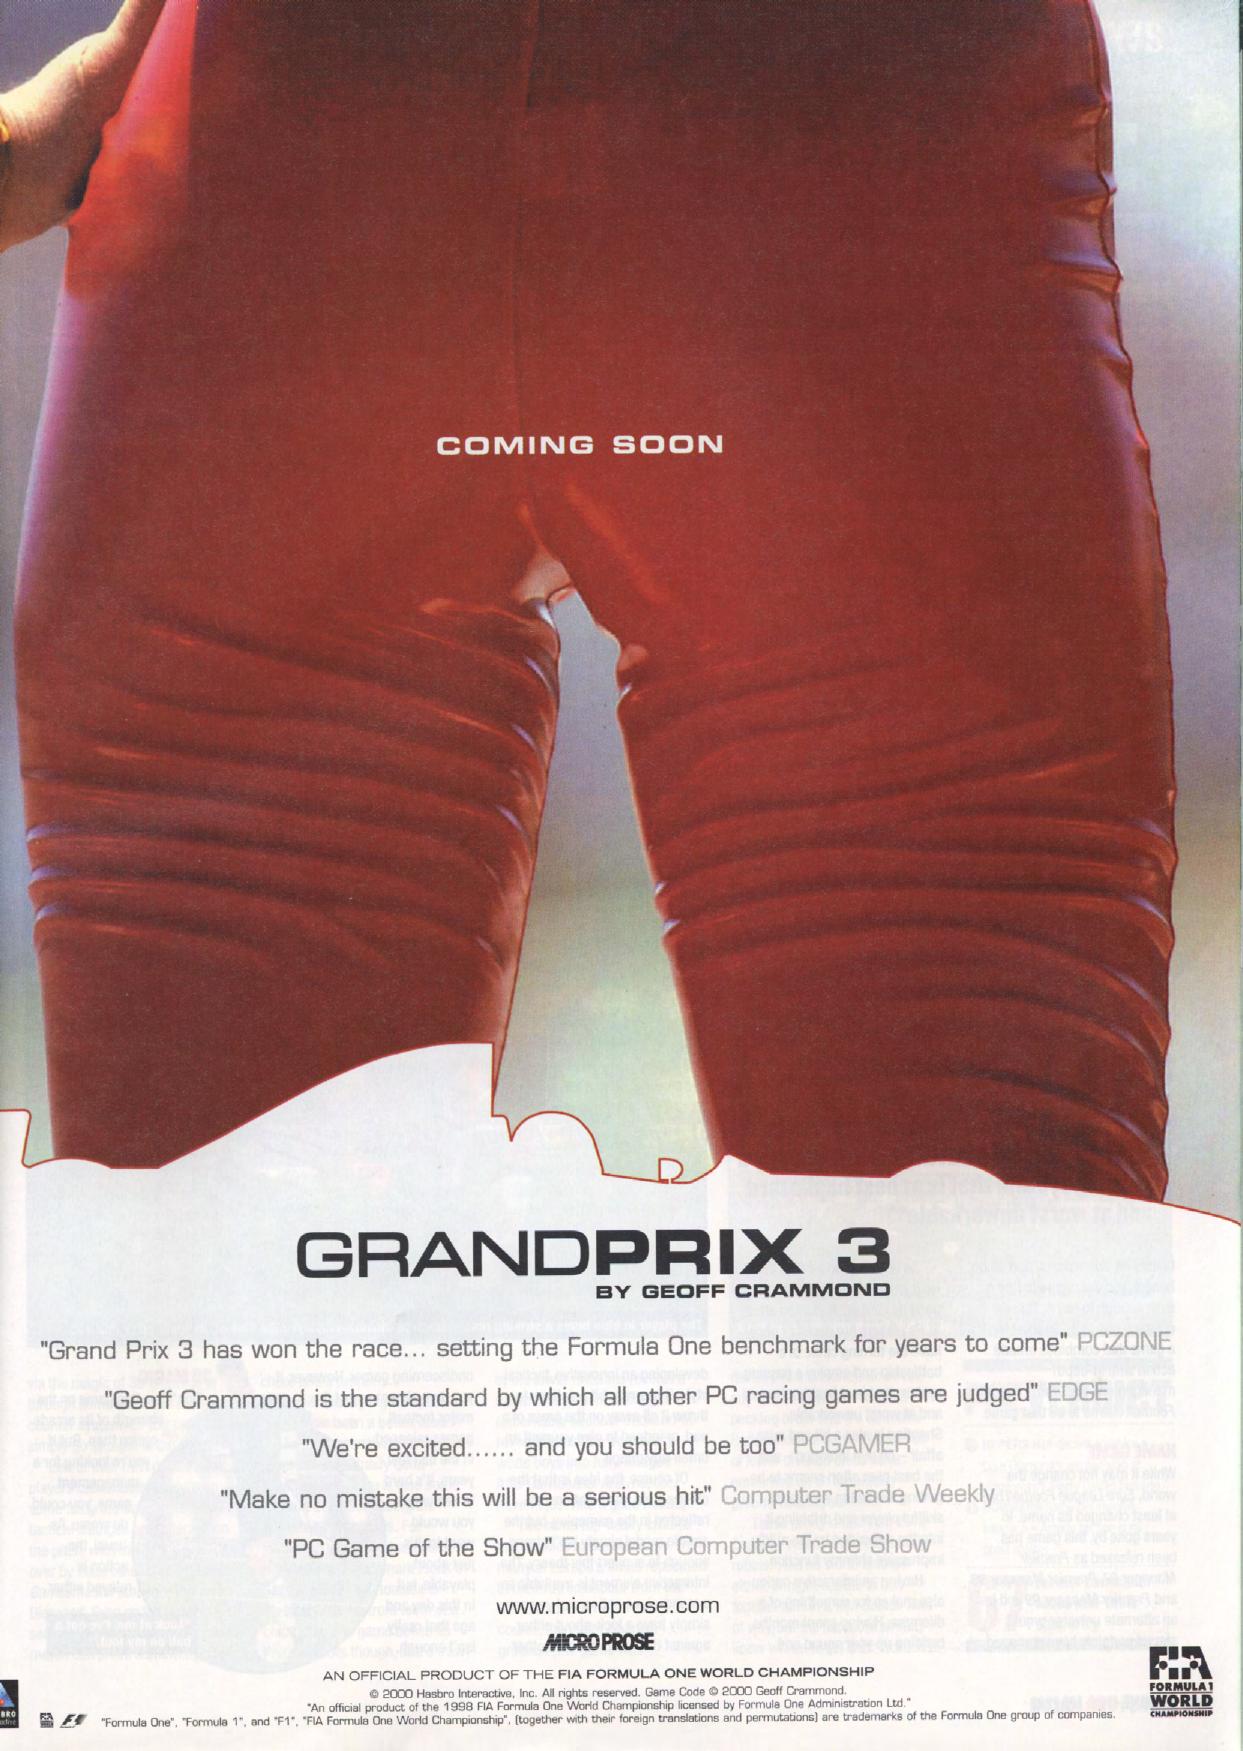 COMING SOON
GRANDPRIX 3
BY GEOFF CRAMMOND
"Grand Prix 3 has won the race... setting the Formula One benchmark for years to come" PCZONE
"Geoff Crammond is the standard by which all other PC racing games are judged" EDGE
"We're excited...... and you should be too" PCGAMER
"Make no mistake this will be a serious hit" Computer Trade Weekly
"PC Game of the Show" European Computer Trade Show
www.microprose.com
MICROPROSE
AN OFFICIAL PRODUCT OF THE FIA FORMULA ONE WORLD CHAMPIONSHIP
© 2000 Hasbro Interactive, Inc. All rights reserved. Game Code © 2000 Geoff Crammond.
"An official product of the 1998 FIA Formula One World Championship licensed by Formula One Administration Ltd."
"Formula One", "Formula 1", and "F1", "FIA Formula One World Championship", (together with their foreign translations and permutations) are trademarks of the Formula One group of companies.
FIA
FORMULA 1
WORLD
CHAMPIONSHIP